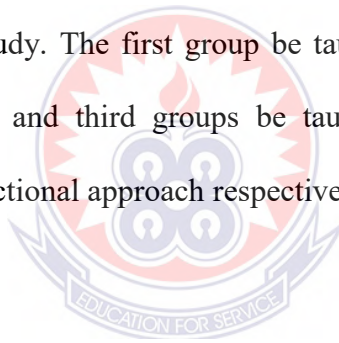 udy. The first group be tau
and third groups be tau
ctional approach respective
EDUCATION FOR SERVICE